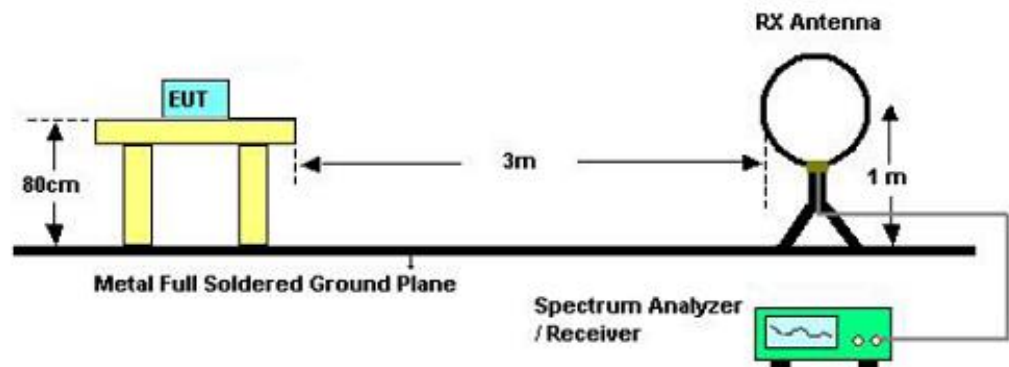 RX Antenna
EUT
80cm
3m
1 m
Metal Full Soldered Ground Plane
Spectrum Analyzer
/ Receiver